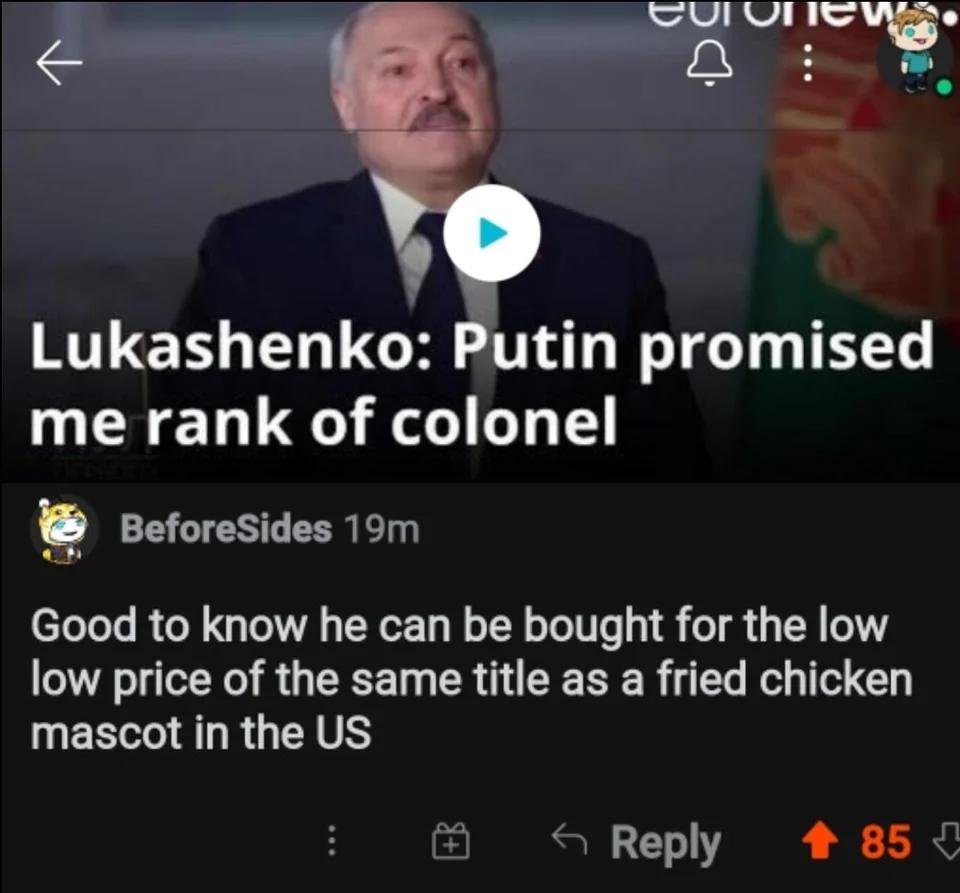 euronews.
Lukashenko: Putin promised
me rank of colonel
BeforeSides 19m
Good to know he can be bought for the low
low price of the same title as a fried chicken
mascot in the US
Reply 85